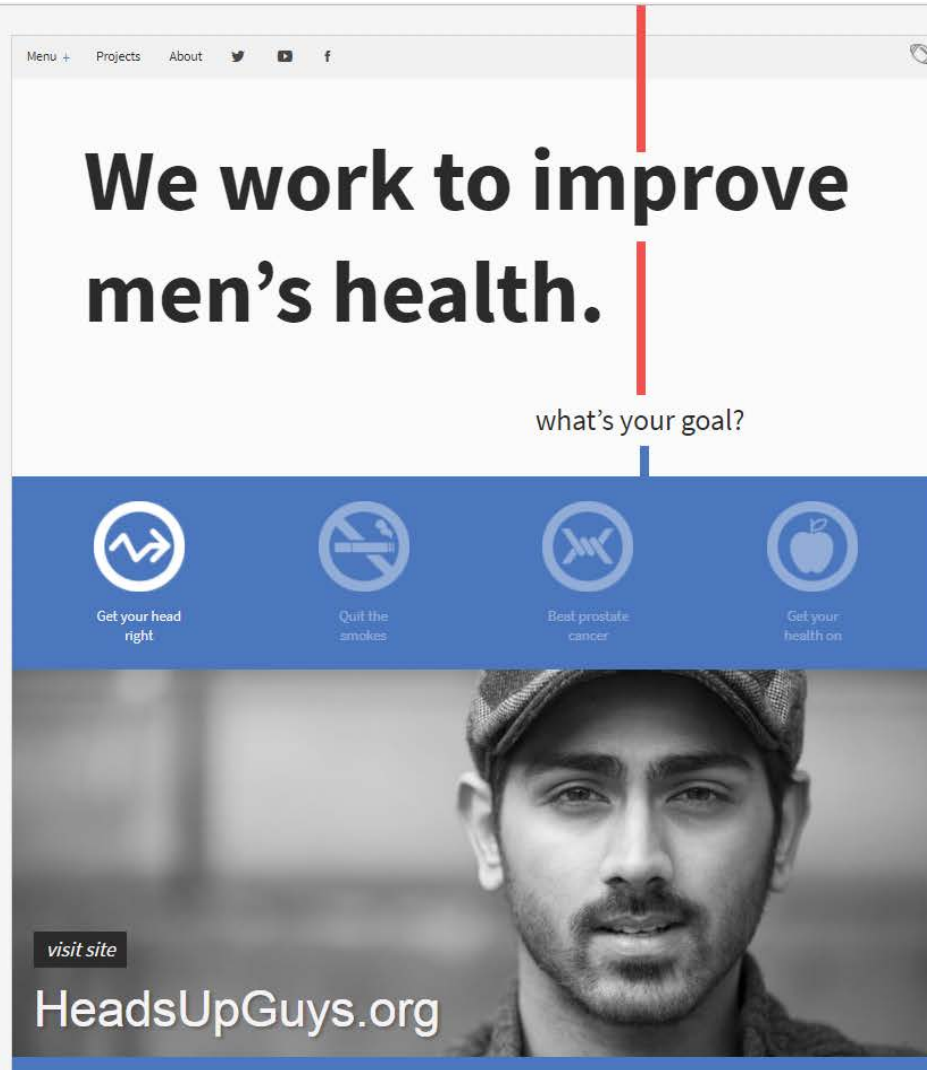 Menu + Projects About
We work to improve
men’s health.
what’s your goal?
Get your head
right
Quit the
smokes
Beat prostate
cancer
Get your
health on
visit site
HeadsUpGuys.org